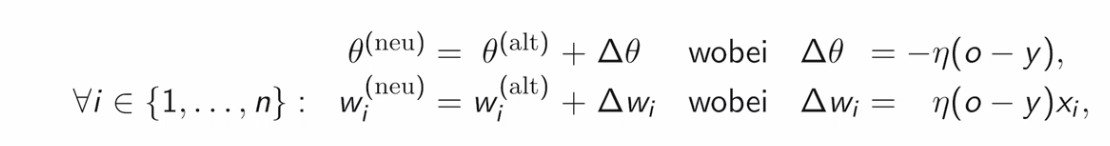 θ^(neu) = θ^(alt) + Δθ wobei Δθ = −η(o − y),
∀i ∈ {1, . . . , n} : w_i^(neu) = w_i^(alt) + Δw_i wobei Δw_i = η(o − y)x_i,